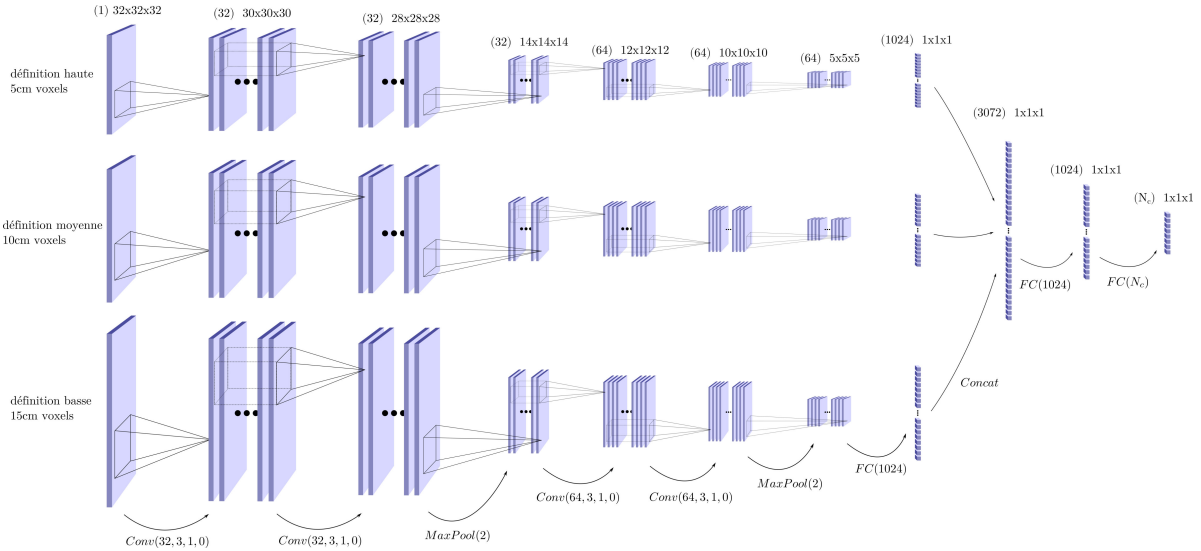 (1) 32x32x32
(32) 30x30x30
(32) 28x28x28
(32) 14x14x14
(64) 12x12x12
(64) 10x10x10
(64) 5x5x5
(1024) 1x1x1
(3072) 1x1x1
(1024) 1x1x1
(N_c) 1x1x1
définition haute
5cm voxels
définition moyenne
10cm voxels
définition basse
15cm voxels
Conv(32,3,1,0)
Conv(32,3,1,0)
MaxPool(2)
Conv(64,3,1,0)
Conv(64,3,1,0)
MaxPool(2)
FC(1024)
Concat
FC(1024)
FC(N_c)